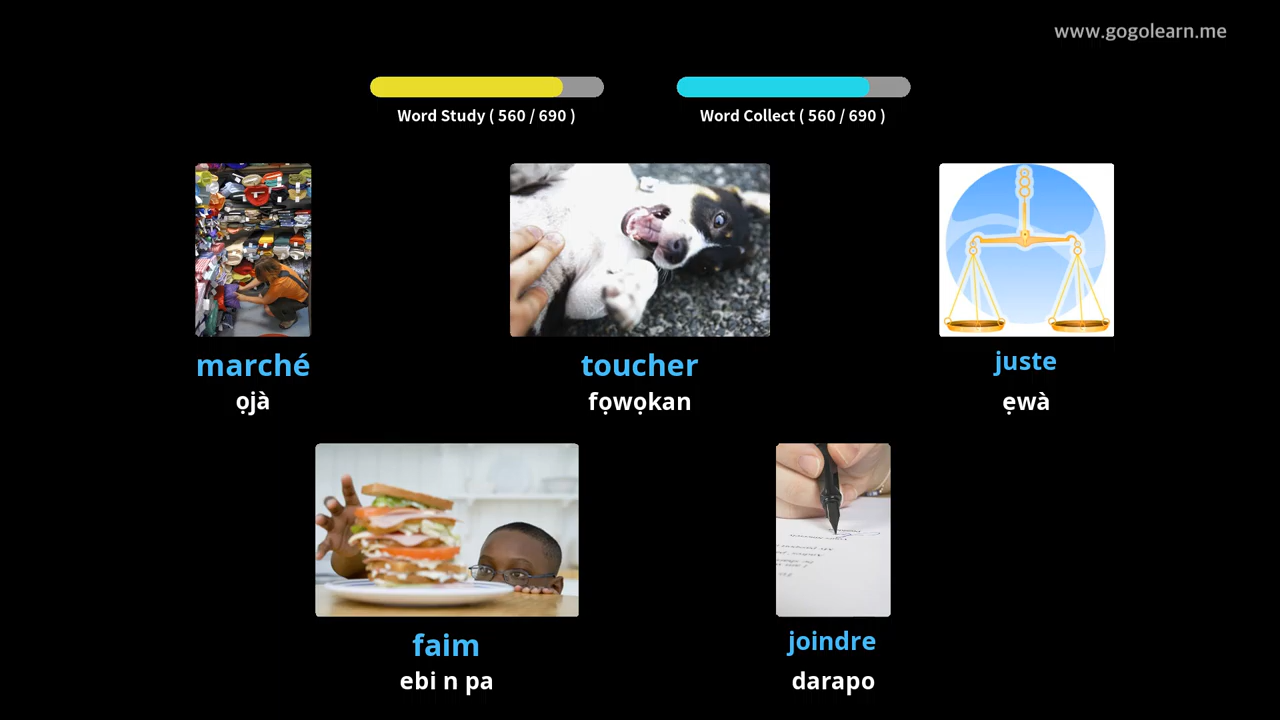 www.gogolearn.me
Word Study ( 560 / 690 )
Word Collect ( 560 / 690 )
marché
ọjà
toucher
fọwọkan
juste
ẹwà
faim
ebi n pa
joindre
darapo